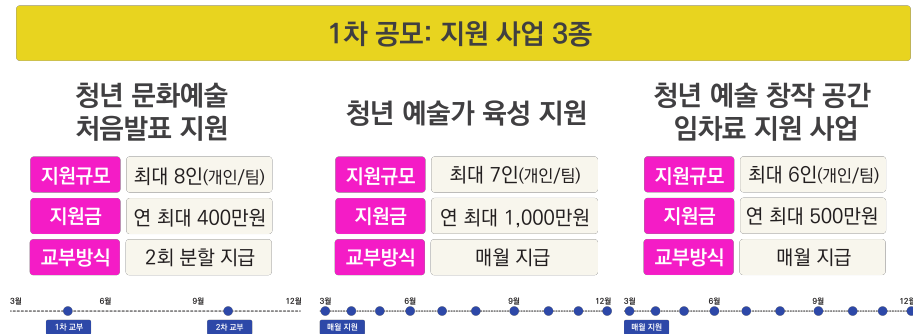 1차 공모: 지원 사업 3종
청년 문화예술
처음발표 지원
지원규모 최대 8인(개인/팀)
지원금 연 최대 400만원
교부방식 2회 분할 지급
3월 6월 9월 12월
1차 교부 2차 교부
청년 예술가 육성 지원
지원규모 최대 7인(개인/팀)
지원금 연 최대 1,000만원
교부방식 매월 지급
3월 6월 9월 12월
매월 지원
청년 예술 창작 공간
임차료 지원 사업
지원규모 최대 6인(개인/팀)
지원금 연 최대 500만원
교부방식 매월 지급
3월 6월 9월 12월
매월 지원